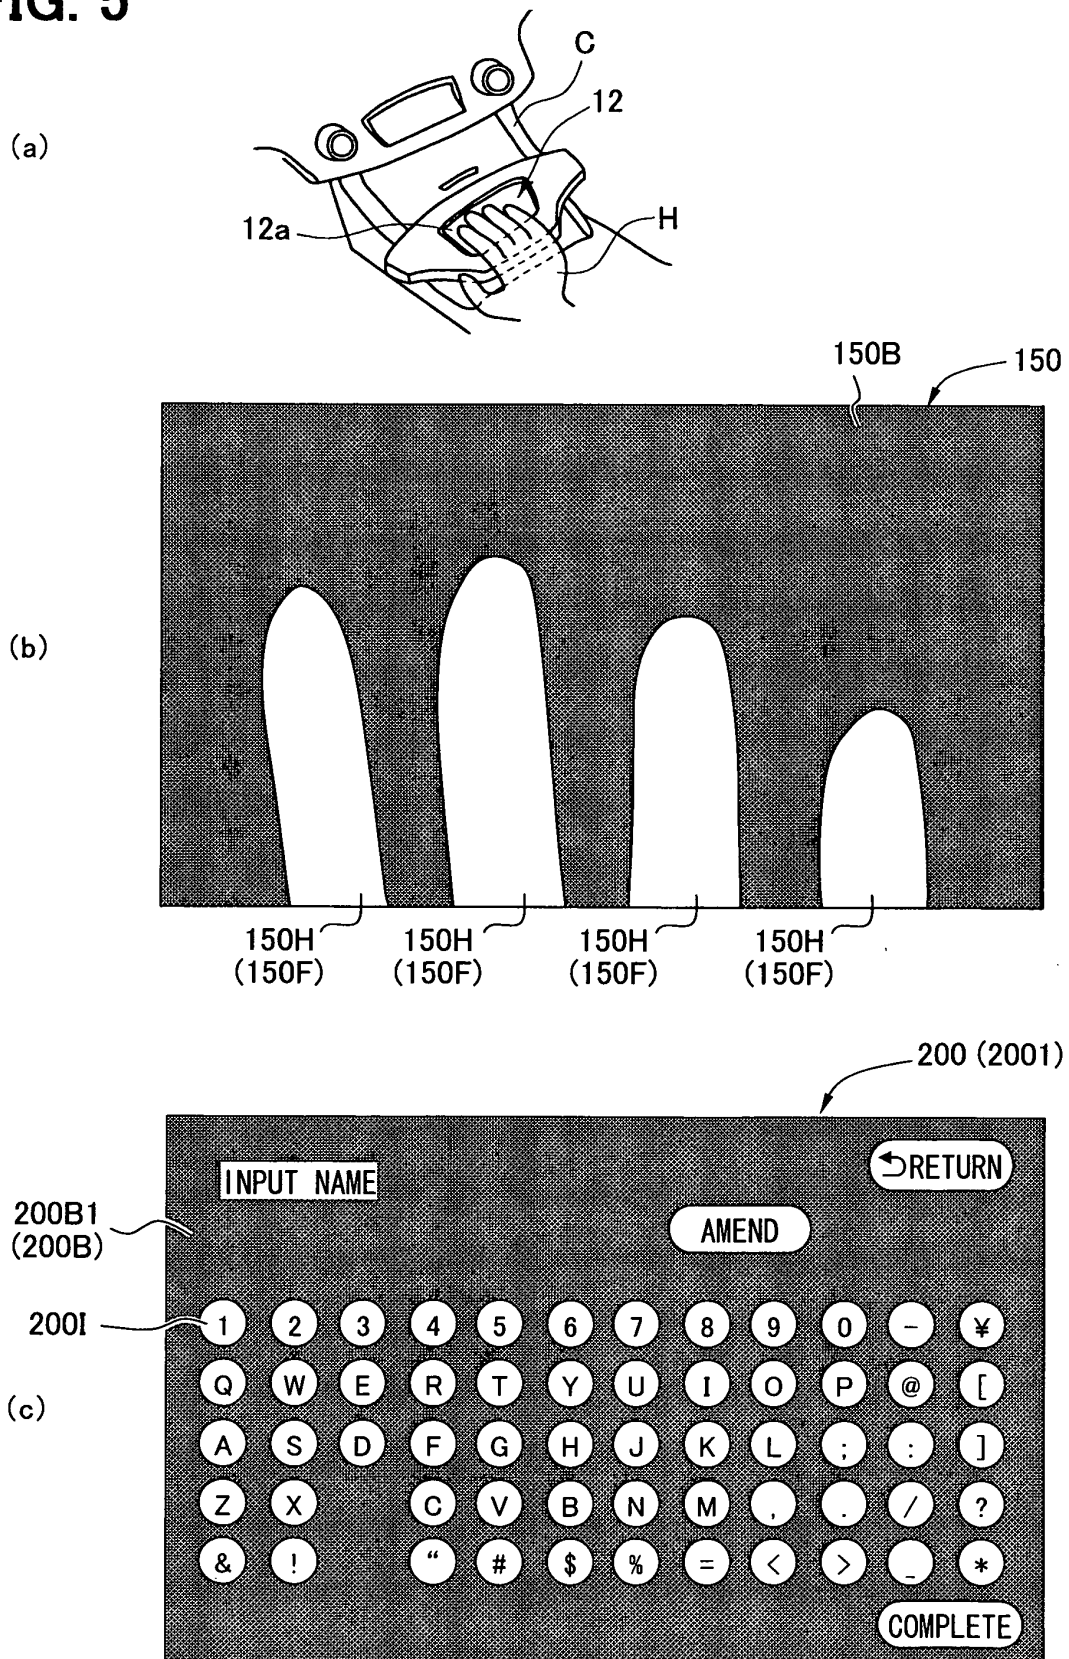 FIG. 5
(a)
C
12
12a
H
150B
150
(b)
150H
(150F)
150H
(150F)
150H
(150F)
150H
(150F)
200 (2001)
INPUT NAME
RETURN
200B1
(200B)
AMEND
200I
1 2 3 4 5 6 7 8 9 0 - ¥
Q W E R T Y U I O P @ [
(c)
A S D F G H J K L ; : ]
Z X C V B N M , . / ?
& ! “ # $ % = < > _ *
COMPLETE